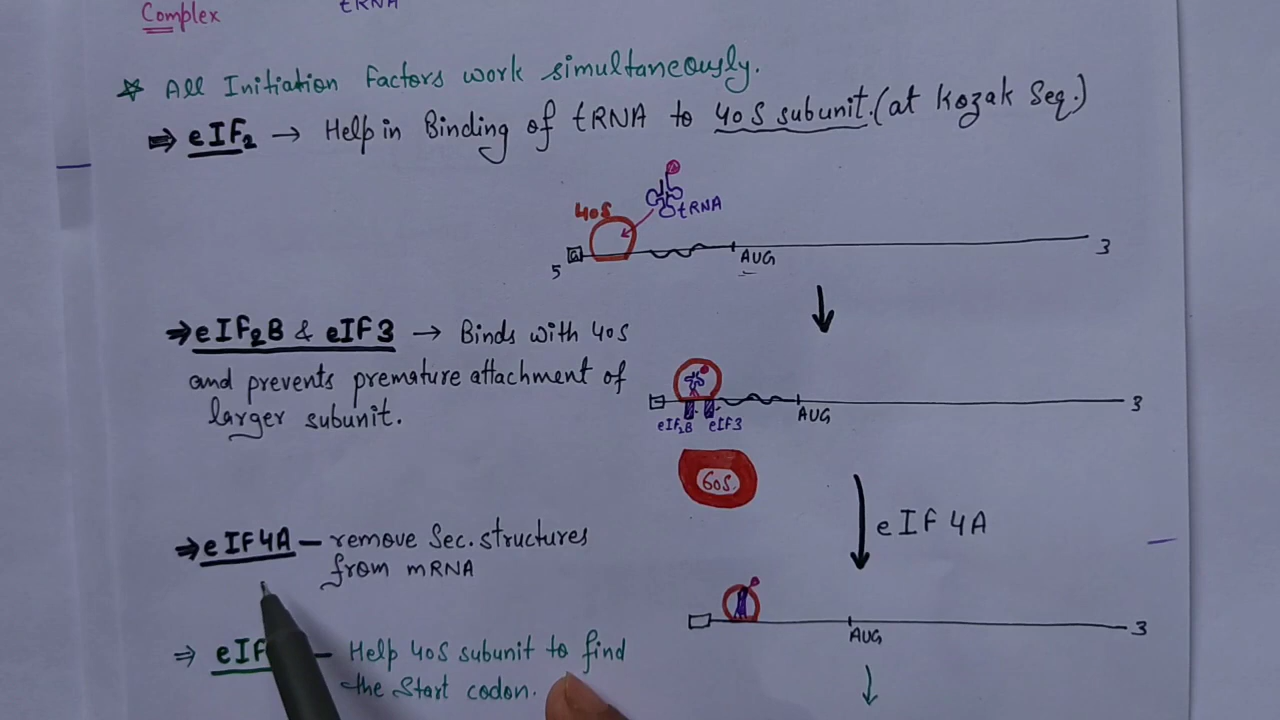 Complex
tRNA
☆ All Initiation Factors work simultaneously.
⇒ eIF₂ → Help in Binding of tRNA to 40S subunit. (at Kozak Seq.)
40S
tRNA
5
G
AUG
3
⇒ eIF₂B & eIF3 → Binds with 40S
and prevents premature attachment of
larger subunit.
AUG
3
eIF₂B eIF3
60S
eIF4A
⇒ eIF4A – remove Sec. structures
from mRNA
AUG
3
⇒ eIF – Help 40S subunit to find
the Start codon.